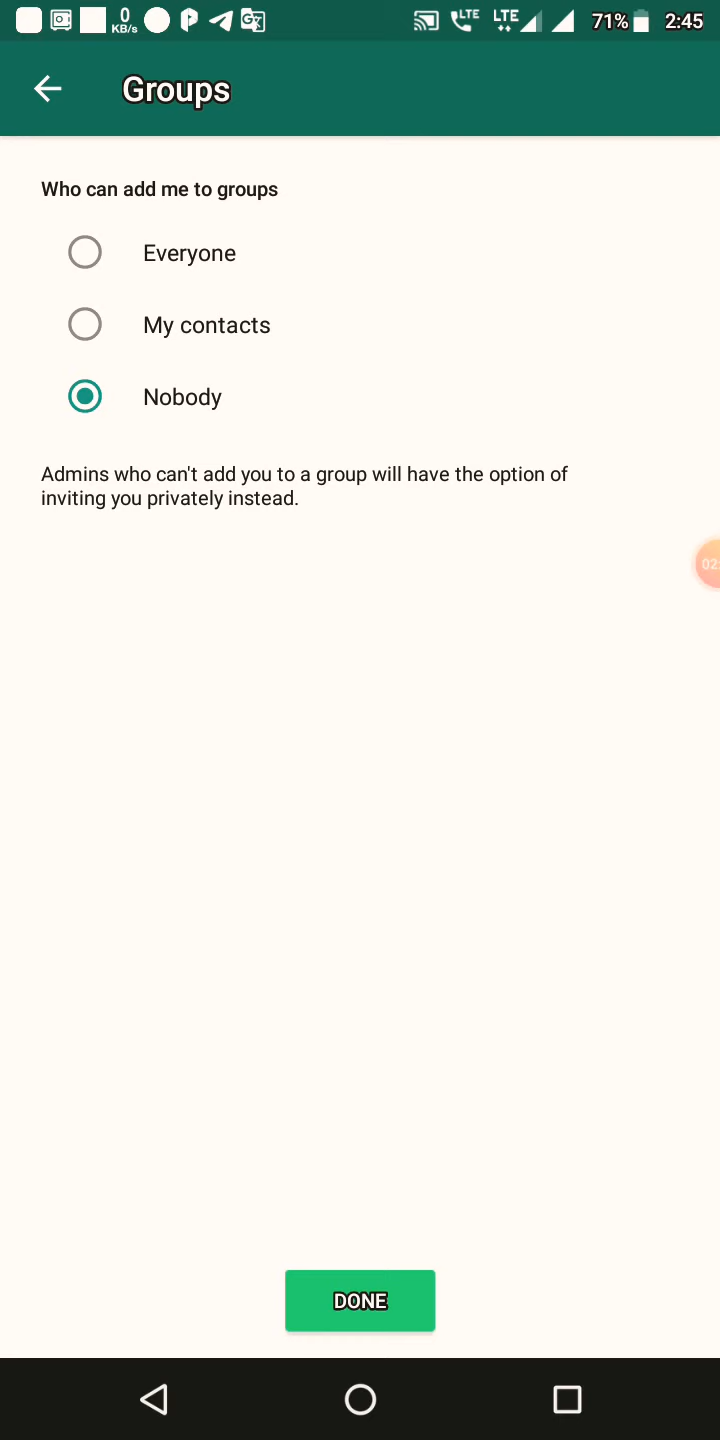 0 KB/s LTE LTE 71% 2:45
Groups
Who can add me to groups
Everyone
My contacts
Nobody
Admins who can't add you to a group will have the option of
inviting you privately instead.
02:
DONE